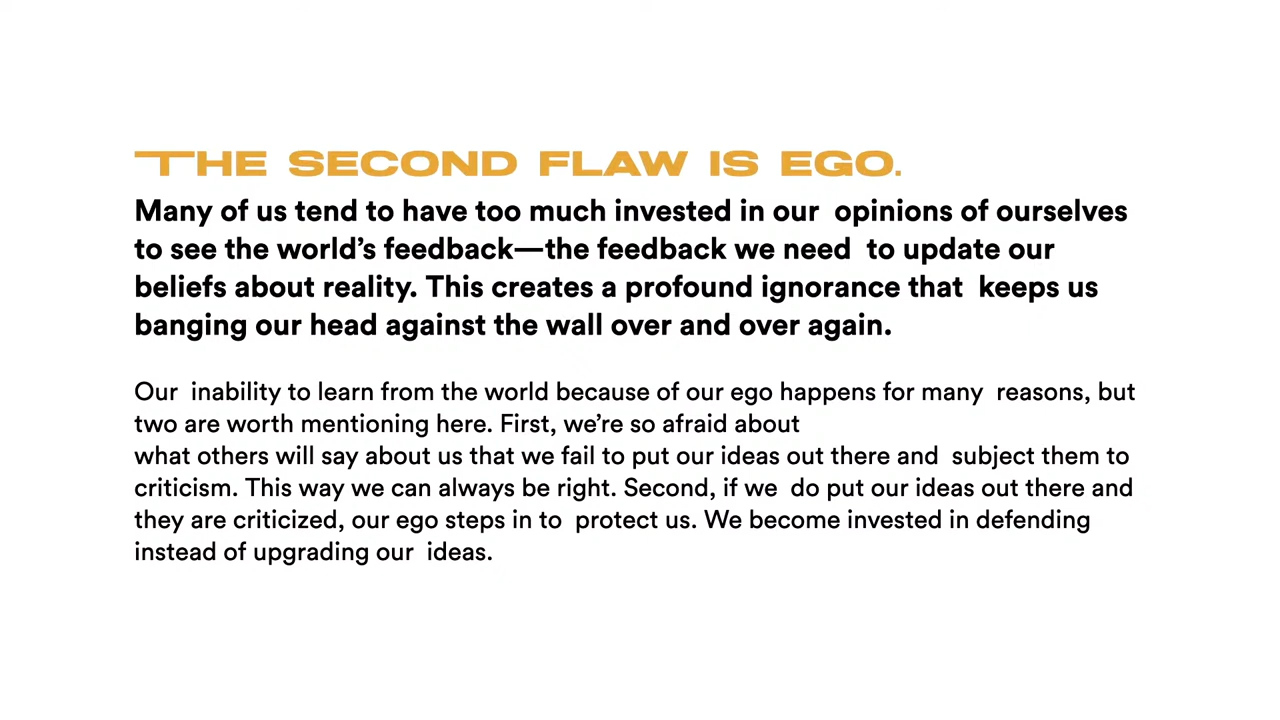 THE SECOND FLAW IS EGO.
Many of us tend to have too much invested in our  opinions of ourselves
to see the world’s feedback—the feedback we need  to update our
beliefs about reality. This creates a profound ignorance that  keeps us
banging our head against the wall over and over again.
Our  inability to learn from the world because of our ego happens for many  reasons, but
two are worth mentioning here. First, we’re so afraid about
what others will say about us that we fail to put our ideas out there and  subject them to
criticism. This way we can always be right. Second, if we  do put our ideas out there and
they are criticized, our ego steps in to  protect us. We become invested in defending
instead of upgrading our  ideas.